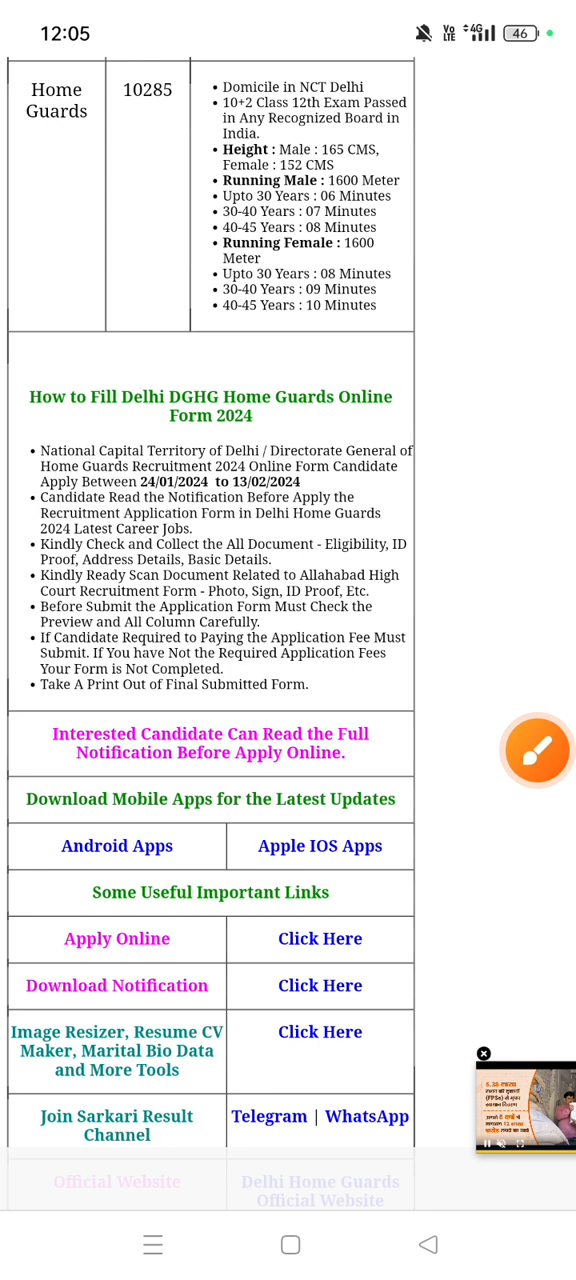 12:05
Vo
LTE
4G
46
Home
Guards
10285
• Domicile in NCT Delhi
• 10+2 Class 12th Exam Passed
in Any Recognized Board in
India.
• Height : Male : 165 CMS,
Female : 152 CMS
• Running Male : 1600 Meter
• Upto 30 Years : 06 Minutes
• 30-40 Years : 07 Minutes
• 40-45 Years : 08 Minutes
• Running Female : 1600
Meter
• Upto 30 Years : 08 Minutes
• 30-40 Years : 09 Minutes
• 40-45 Years : 10 Minutes
How to Fill Delhi DGHG Home Guards Online
Form 2024
• National Capital Territory of Delhi / Directorate General of
Home Guards Recruitment 2024 Online Form Candidate
Apply Between 24/01/2024 to 13/02/2024
• Candidate Read the Notification Before Apply the
Recruitment Application Form in Delhi Home Guards
2024 Latest Career Jobs.
• Kindly Check and Collect the All Document - Eligibility, ID
Proof, Address Details, Basic Details.
• Kindly Ready Scan Document Related to Allahabad High
Court Recruitment Form - Photo, Sign, ID Proof, Etc.
• Before Submit the Application Form Must Check the
Preview and All Column Carefully.
• If Candidate Required to Paying the Application Fee Must
Submit. If You have Not the Required Application Fees
Your Form is Not Completed.
• Take A Print Out of Final Submitted Form.
Interested Candidate Can Read the Full
Notification Before Apply Online.
Download Mobile Apps for the Latest Updates
Android Apps
Apple IOS Apps
Some Useful Important Links
Apply Online
Click Here
Download Notification
Click Here
Image Resizer, Resume CV
Maker, Marital Bio Data
and More Tools
Click Here
Join Sarkari Result
Channel
Telegram | WhatsApp
Official Website
Delhi Home Guards
Official Website
(FPSs) से मुफ्त